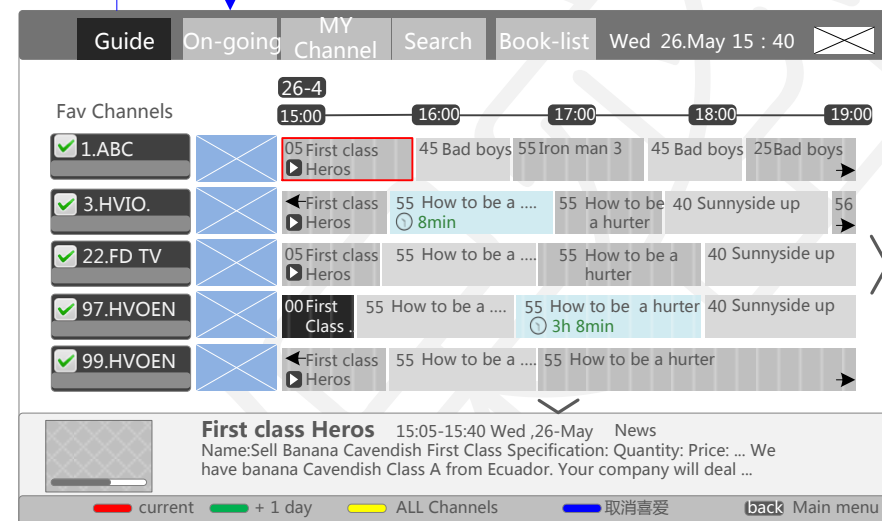 Guide On-going MY Channel Search Book-list Wed 26.May 15 : 40
26-4
Fav Channels 15:00 16:00 17:00 18:00 19:00
1.ABC 05 First class Heros 45 Bad boys 55 Iron man 3 45 Bad boys 25 Bad boys
3.HVIO. First class Heros 55 How to be a .... 8min 55 How to be a hurter 40 Sunnyside up 56
22.FD TV 05 First class Heros 55 How to be a .... 55 How to be a hurter 40 Sunnyside up
97.HVOEN 00 First Class . 55 How to be a .... 55 How to be a hurter 3h 8min 40 Sunnyside up
99.HVOEN First class Heros 55 How to be a .... 55 How to be a hurter
First class Heros 15:05-15:40 Wed ,26-May News
Name:Sell Banana Cavendish First Class Specification: Quantity: Price: ... We
have banana Cavendish Class A from Ecuador. Your company will deal ...
current + 1 day ALL Channels 取消喜爱 back Main menu